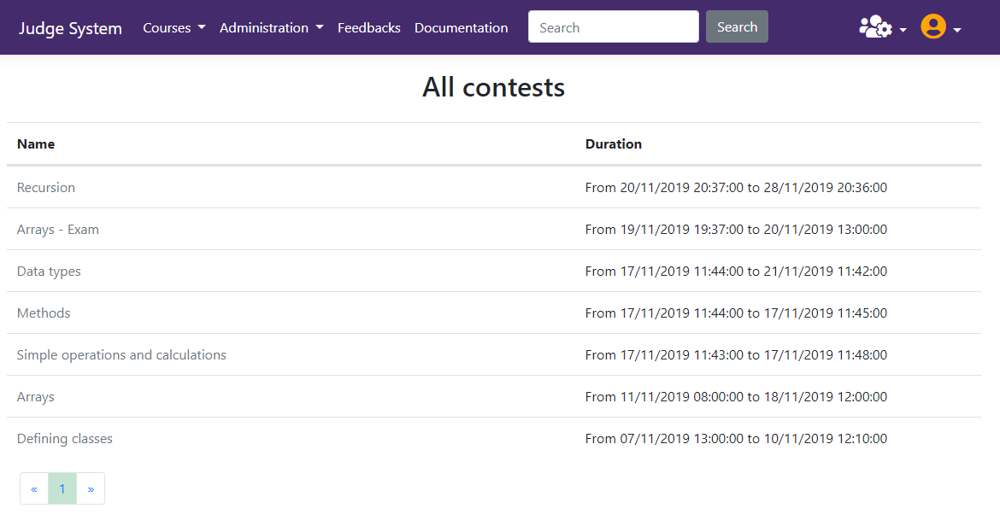 Judge System Courses Administration Feedbacks Documentation Search Search
All contests
Name Duration
Recursion From 20/11/2019 20:37:00 to 28/11/2019 20:36:00
Arrays - Exam From 19/11/2019 19:37:00 to 20/11/2019 13:00:00
Data types From 17/11/2019 11:44:00 to 21/11/2019 11:42:00
Methods From 17/11/2019 11:44:00 to 17/11/2019 11:45:00
Simple operations and calculations From 17/11/2019 11:43:00 to 17/11/2019 11:48:00
Arrays From 11/11/2019 08:00:00 to 18/11/2019 12:00:00
Defining classes From 07/11/2019 13:00:00 to 10/11/2019 12:10:00
« 1 »